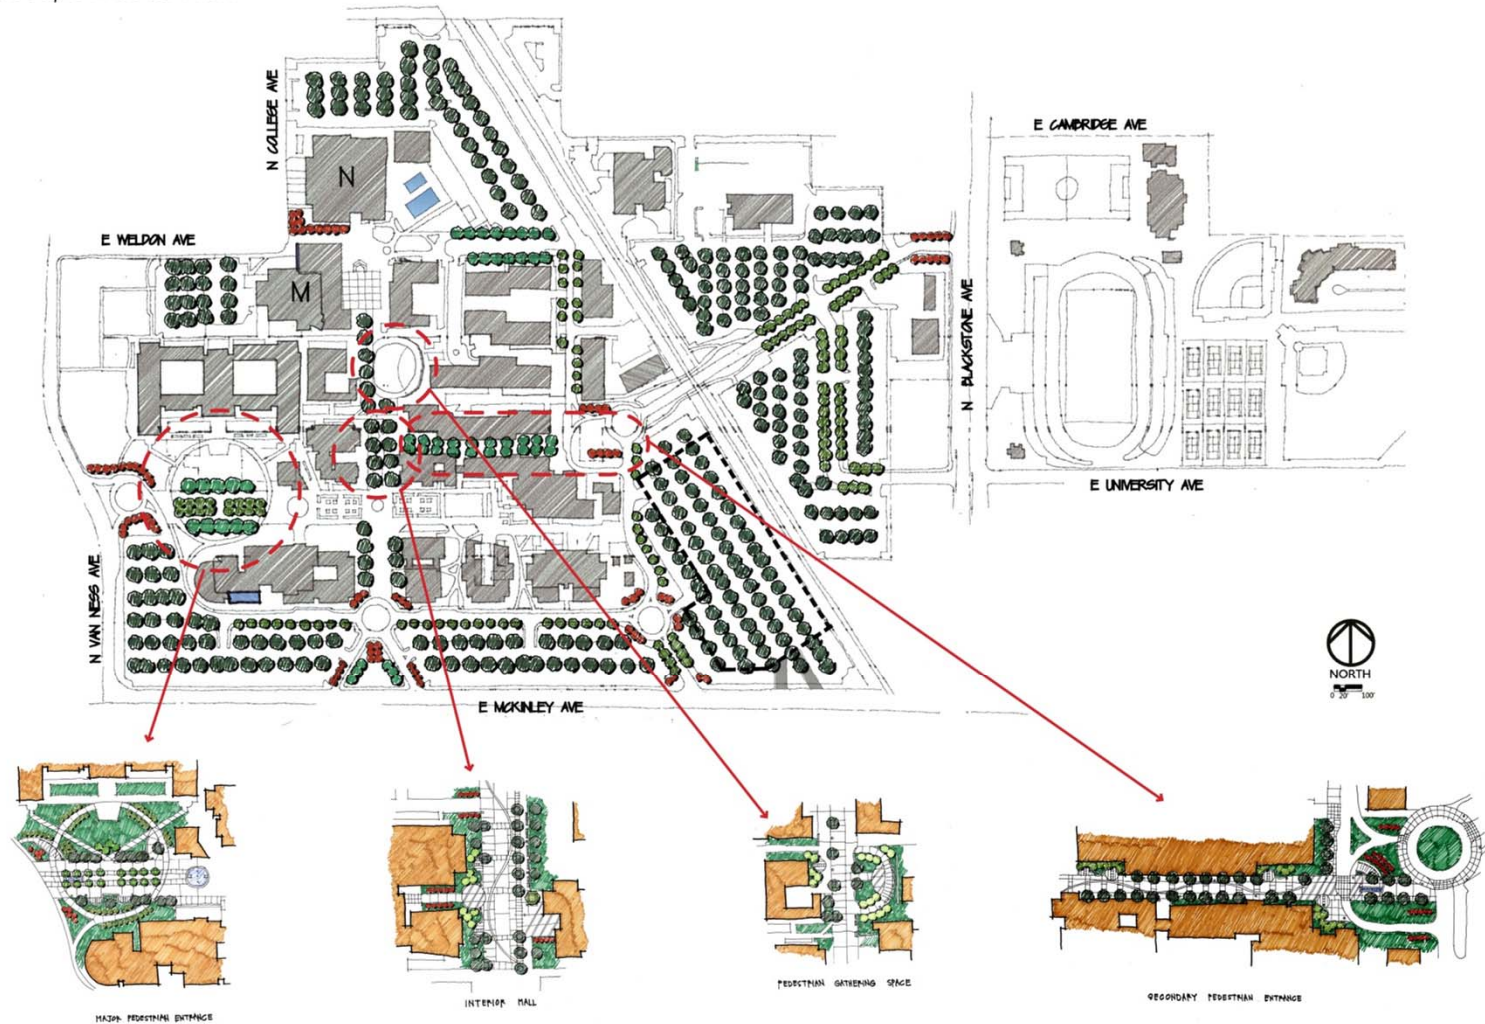 N COLLEGE AVE
E CAMBRIDGE AVE
N
E WELDON AVE
M
N BLACKSTONE AVE
E UNIVERSITY AVE
N VAN NESS AVE
NORTH
0 20' 100'
E MCKINLEY AVE
PEDESTRIAN GATHERING SPACE
INTERIOR MALL
SECONDARY PEDESTRIAN ENTRANCE
MAJOR PEDESTRIAN ENTRANCE